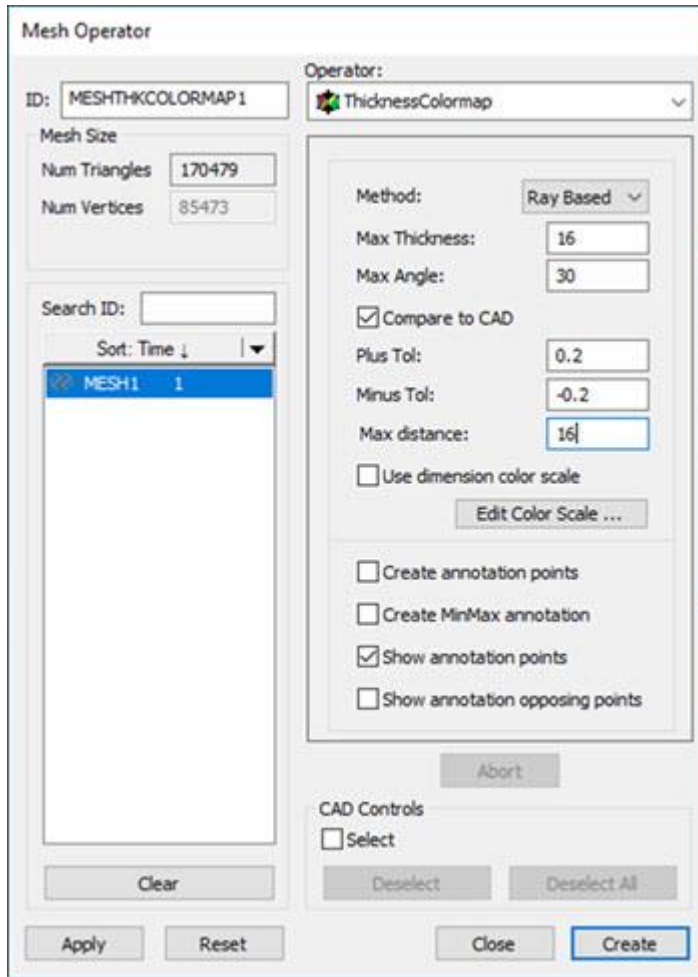 Mesh Operator
ID: MESHTHKCOLORMAP1
Operator:
ThicknessColormap
Mesh Size
Num Triangles 170479
Num Vertices 85473
Search ID:
Sort: Time ↓
MESH1 1
Clear
Apply Reset
Method: Ray Based
Max Thickness: 16
Max Angle: 30
Compare to CAD
Plus Tol: 0.2
Minus Tol: -0.2
Max distance: 16
Use dimension color scale
Edit Color Scale ...
Create annotation points
Create MinMax annotation
Show annotation points
Show annotation opposing points
Abort
CAD Controls
Select
Deselect Deselect All
Close Create